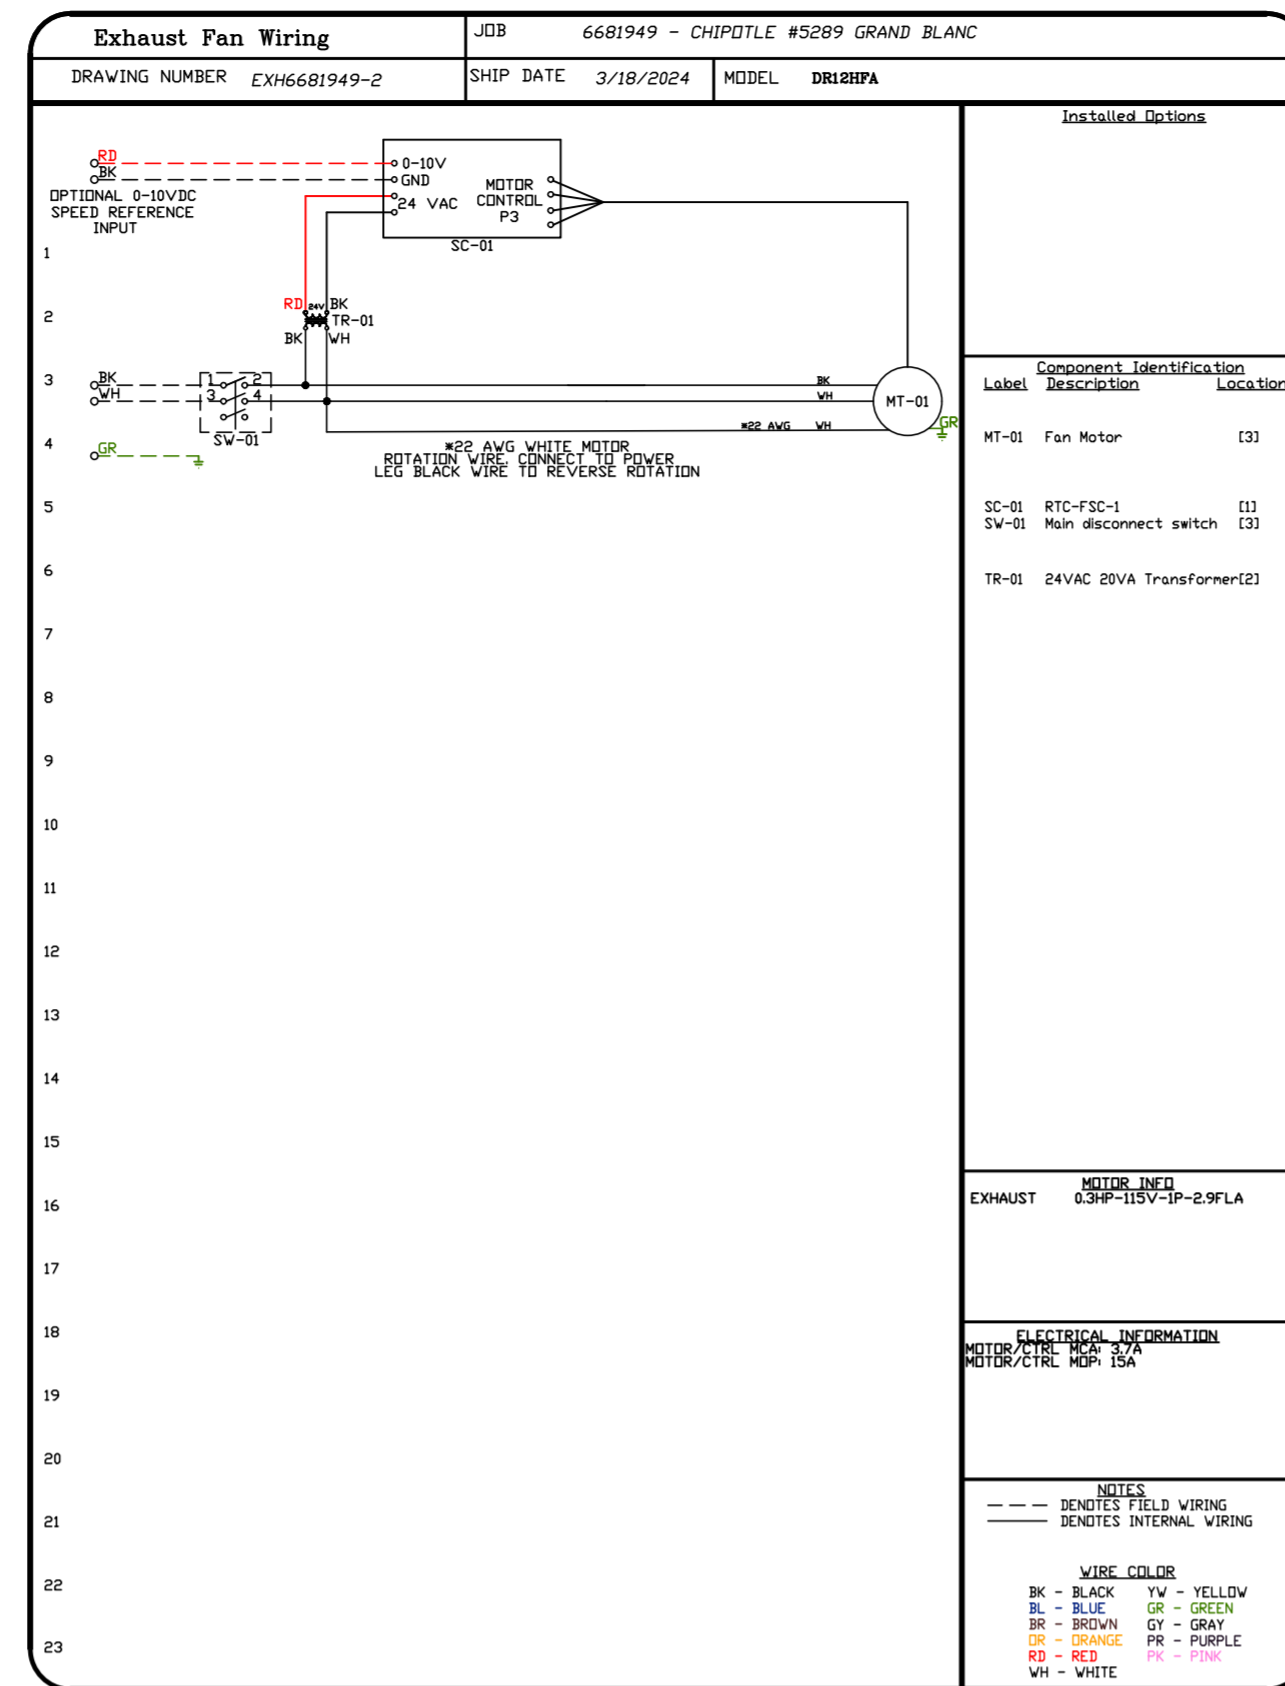 Exhaust Fan Wiring
JOB 6681949 - CHIPOTLE #5289 GRAND BLANC
DRAWING NUMBER EXH6681949-2
SHIP DATE 3/18/2024
MODEL DR12HFA
RD
BK
OPTIONAL 0-10VDC
SPEED REFERENCE
INPUT
0-10V
GND
24 VAC
MOTOR
CONTROL
P3
SC-01
RD 24V BK
TR-01
BK WH
BK
WH
1 2
3 4
SW-01
GR
BK
WH
*22 AWG WH
MT-01
GR
*22 AWG WHITE MOTOR
ROTATION WIRE. CONNECT TO POWER
LEG BLACK WIRE TO REVERSE ROTATION
1
2
3
4
5
6
7
8
9
10
11
12
13
14
15
16
17
18
19
20
21
22
23
Installed Options
Component Identification
Label Description Location
MT-01 Fan Motor [3]
SC-01 RTC-FSC-1 [1]
SW-01 Main disconnect switch [3]
TR-01 24VAC 20VA Transformer[2]
MOTOR INFO
EXHAUST 0.3HP-115V-1P-2.9FLA
ELECTRICAL INFORMATION
MOTOR/CTRL MCA: 3.7A
MOTOR/CTRL MOP: 15A
NOTES
DENOTES FIELD WIRING
DENOTES INTERNAL WIRING
WIRE COLOR
BK - BLACK YW - YELLOW
BL - BLUE GR - GREEN
BR - BROWN GY - GRAY
OR - ORANGE PR - PURPLE
RD - RED PK - PINK
WH - WHITE